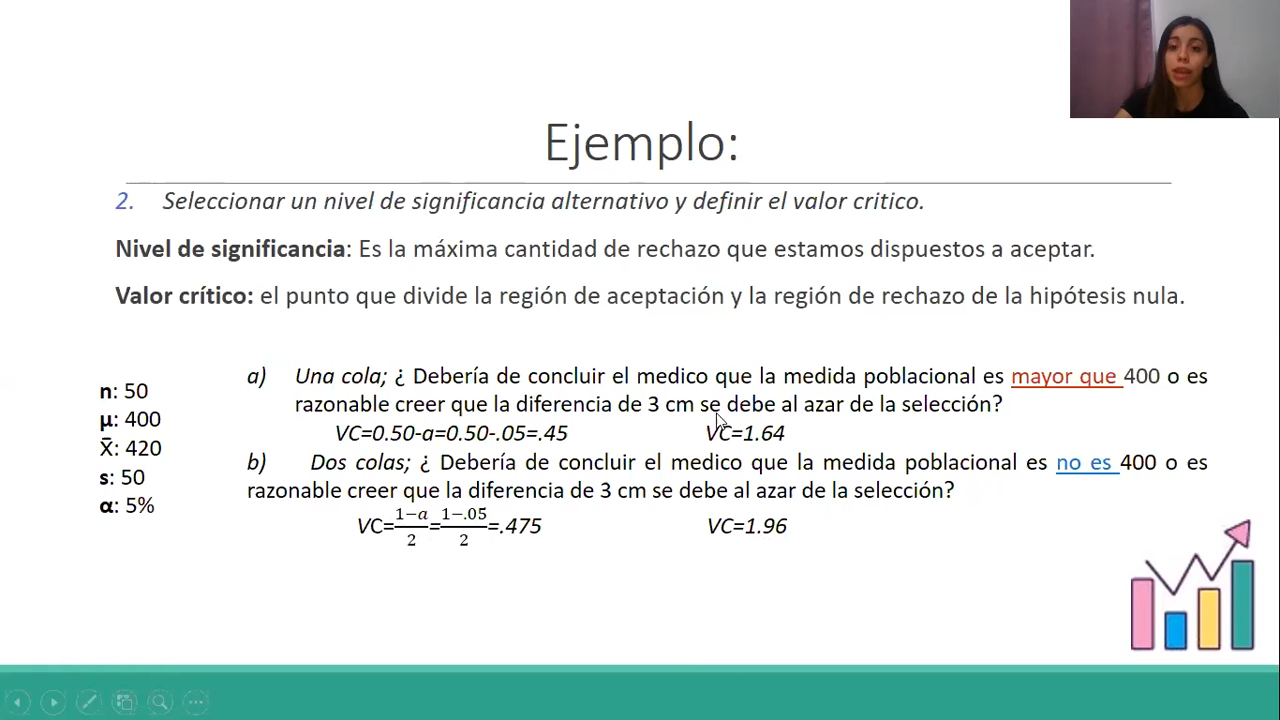 Ejemplo:
2. Seleccionar un nivel de significancia alternativo y definir el valor critico.
Nivel de significancia: Es la máxima cantidad de rechazo que estamos dispuestos a aceptar.
Valor crítico: el punto que divide la región de aceptación y la región de rechazo de la hipótesis nula.
n: 50
μ: 400
X̄: 420
s: 50
α: 5%
a) Una cola; ¿ Debería de concluir el medico que la medida poblacional es mayor que 400 o es
razonable creer que la diferencia de 3 cm se debe al azar de la selección?
VC=0.50-a=0.50-.05=.45 VC=1.64
b) Dos colas; ¿ Debería de concluir el medico que la medida poblacional es no es 400 o es
razonable creer que la diferencia de 3 cm se debe al azar de la selección?
VC=1−a/2=1−.05/2=.475 VC=1.96